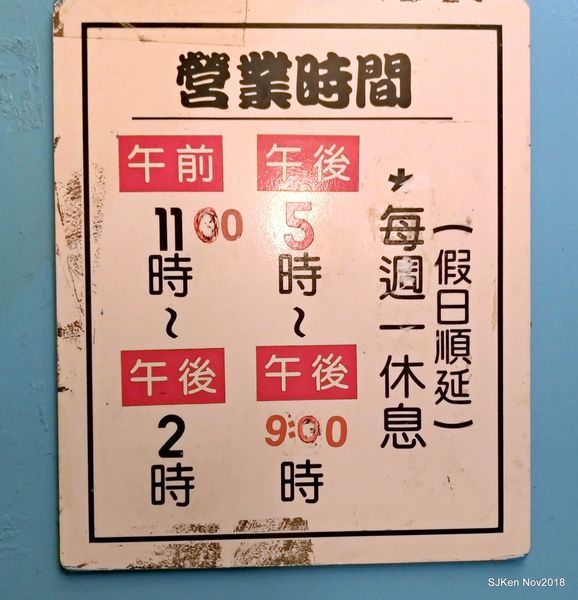 營業時間
午前
11 00
時
~
午後
2
時
午後
5
時
~
午後
9:00
時
★每週一休息
(假日順延)
SJKen Nov2018